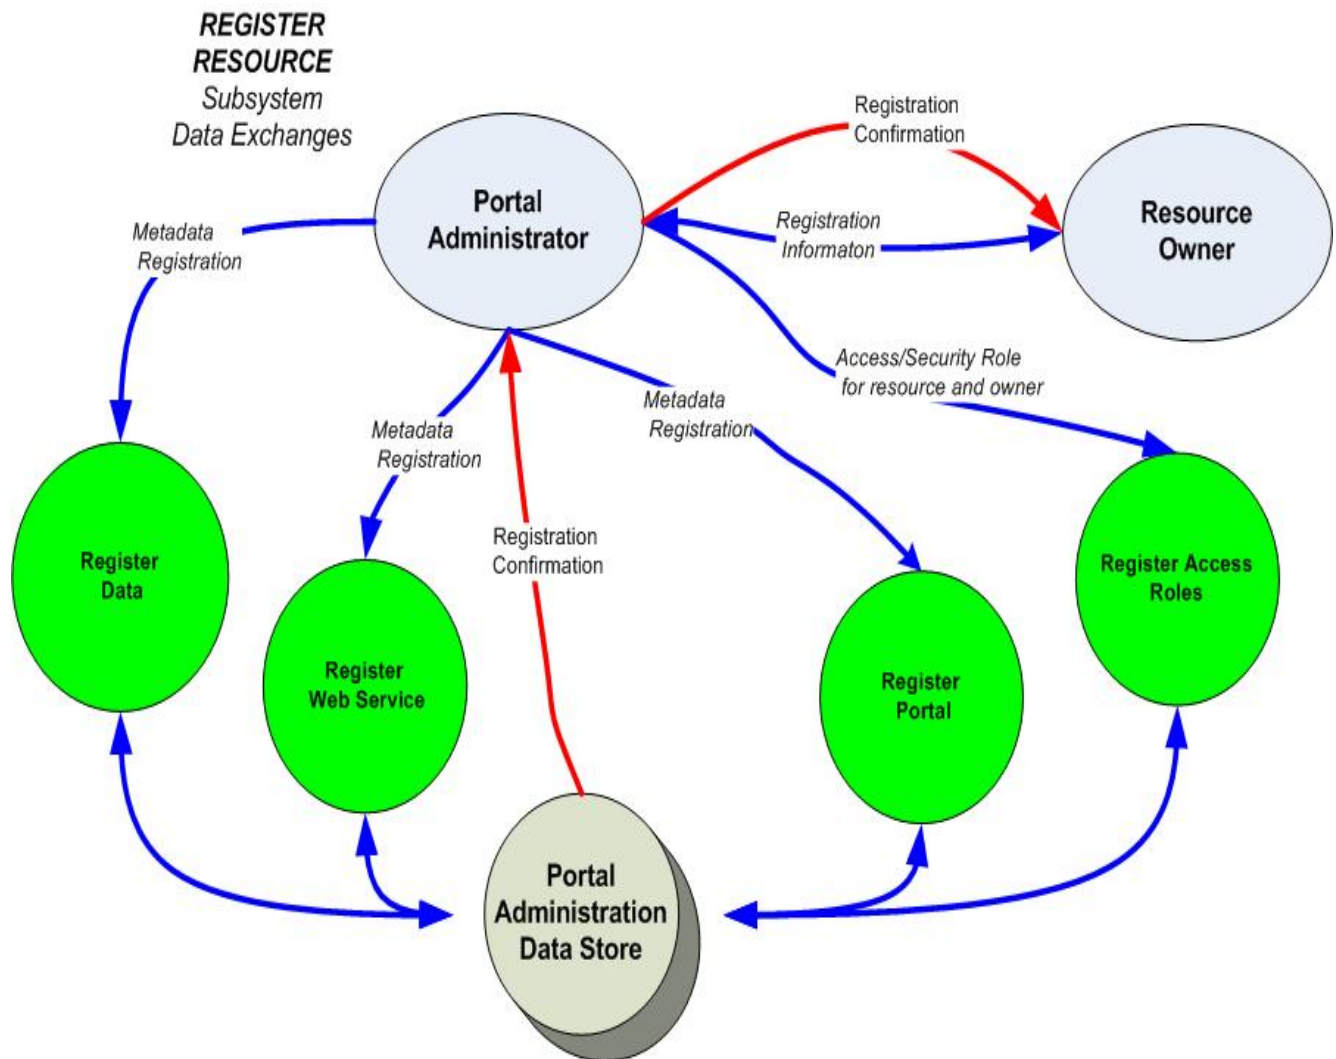 REGISTER
RESOURCE
Subsystem
Data Exchanges
Registration
Confirmation
Portal
Administrator
Resource
Owner
Metadata
Registration
Registration
Informaton
Access/Security Role
for resource and owner
Metadata
Registration
Metadata
Registration
Registration
Confirmation
Register
Data
Register Access
Roles
Register
Web Service
Register
Portal
Portal
Administration
Data Store